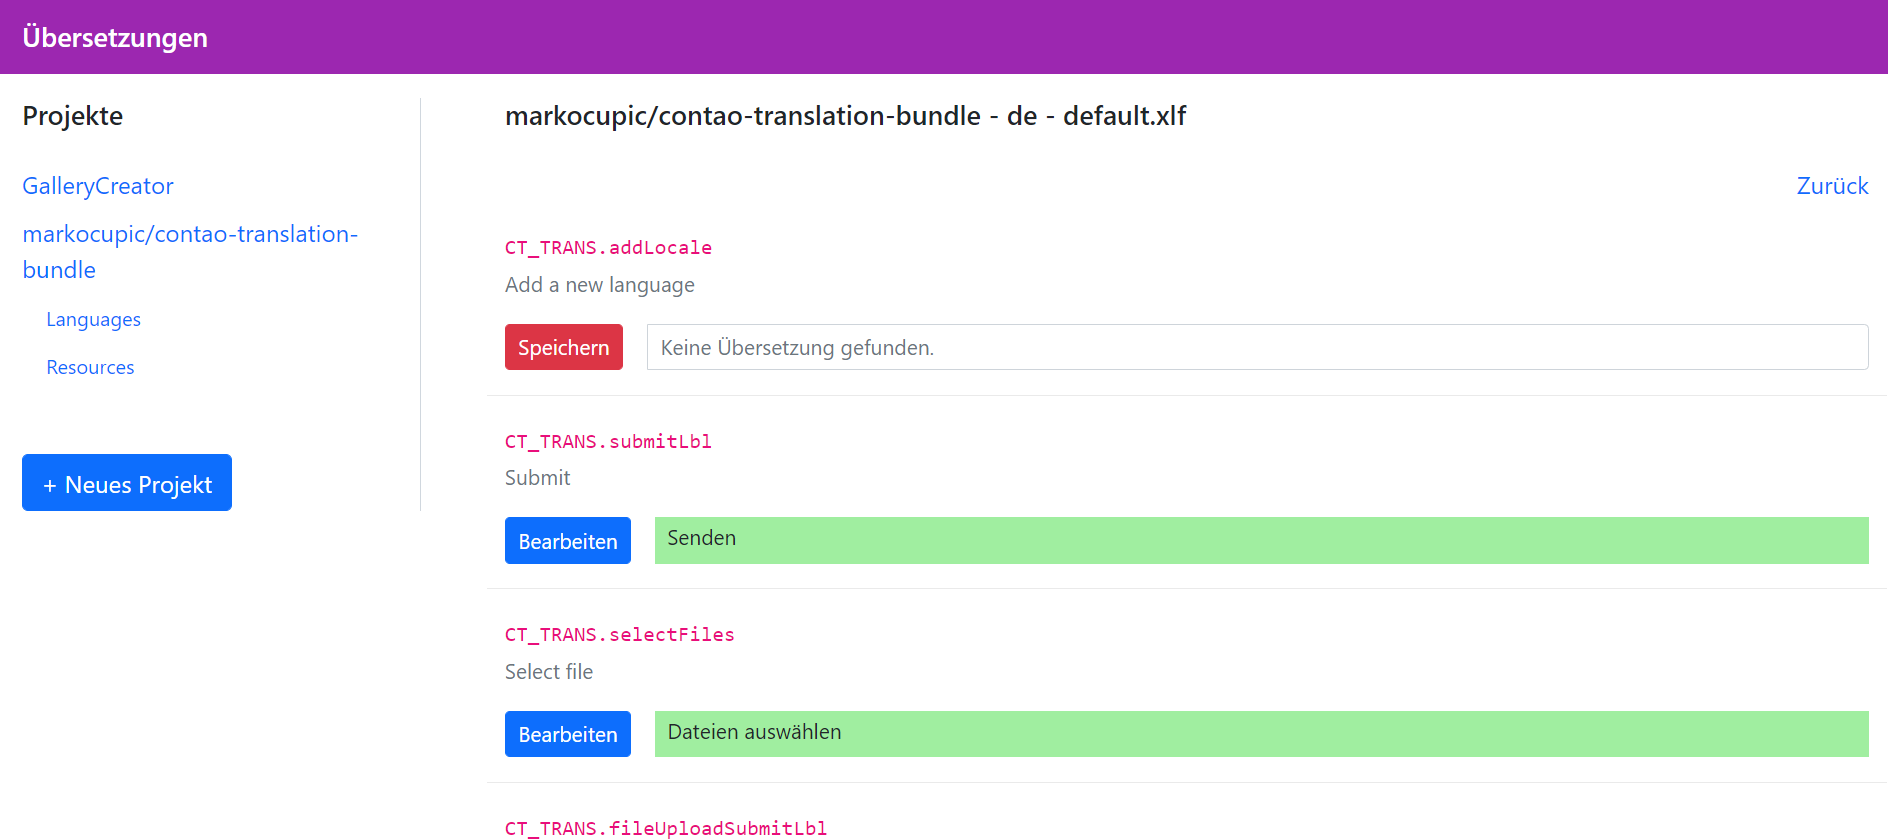 Übersetzungen
Projekte
GalleryCreator
markocupic/contao-translation-
bundle
Languages
Resources
+ Neues Projekt
markocupic/contao-translation-bundle - de - default.xlf
Zurück
CT_TRANS.addLocale
Add a new language
Speichern
Keine Übersetzung gefunden.
CT_TRANS.submitLbl
Submit
Bearbeiten
Senden
CT_TRANS.selectFiles
Select file
Bearbeiten
Dateien auswählen
CT_TRANS.fileUploadSubmitLbl